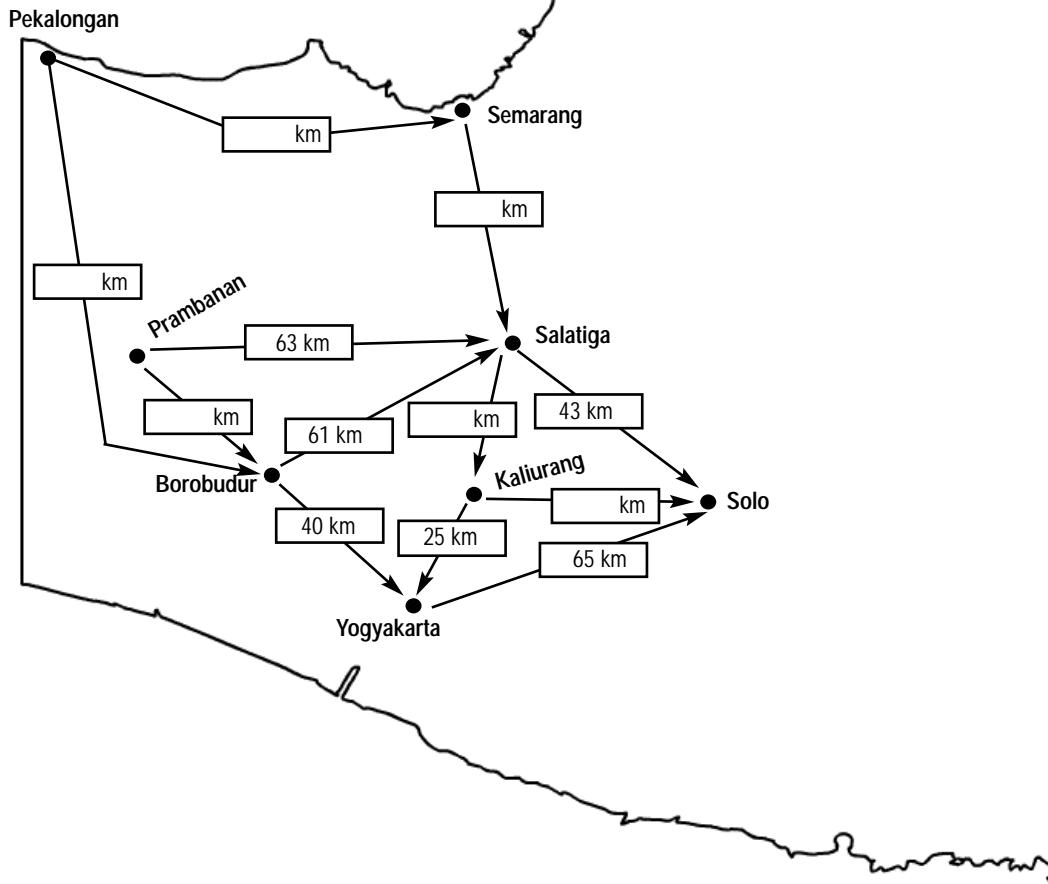 Pekalongan
km
Semarang
km
km
Prambanan
63 km
Salatiga
km
61 km
km
43 km
Borobudur
Kaliurang
km
Solo
40 km
25 km
65 km
Yogyakarta